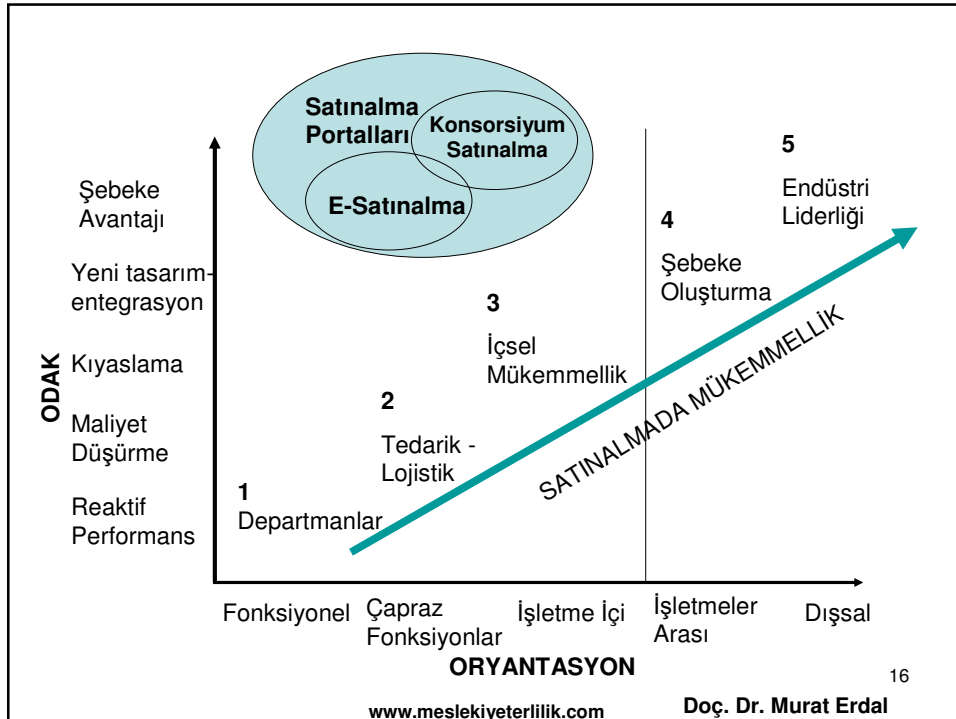 Satınalma
Portalları
Konsorsiyum
Satınalma
E-Satınalma
5
Endüstri
Liderliği
4
Şebeke
Oluşturma
3
İçsel
Mükemmellik
2
Tedarik -
Lojistik
1
Departmanlar
SATINALMADA MÜKEMMELLİK
ODAK
Şebeke
Avantajı
Yeni tasarım-
entegrasyon
Kıyaslama
Maliyet
Düşürme
Reaktif
Performans
Fonksiyonel
Çapraz
Fonksiyonlar
İşletme İçi
İşletmeler
Arası
Dışsal
ORYANTASYON
16
www.meslekiyeterlilik.com
Doç. Dr. Murat Erdal